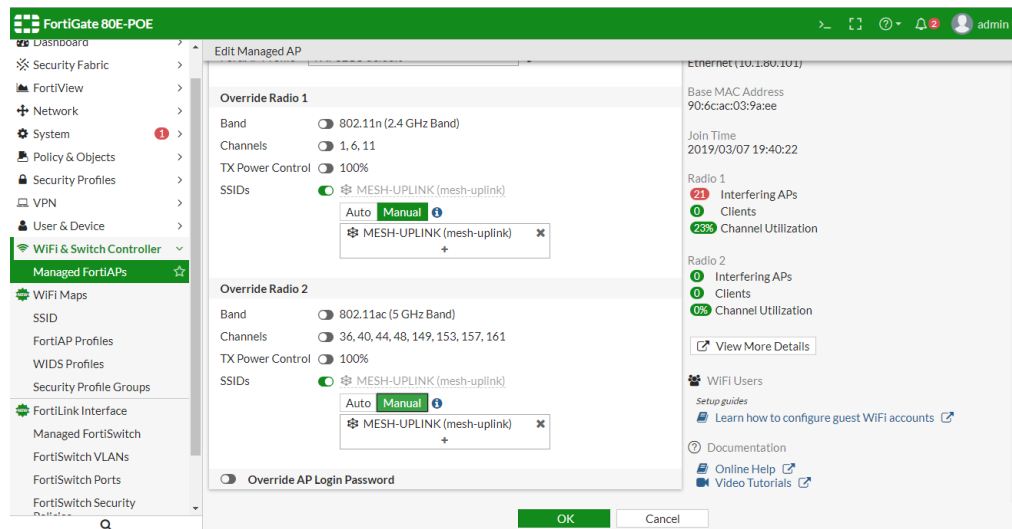 FortiGate 80E-POE
>_
2
admin
Dashboard
Security Fabric
FortiView
Network
System
1
Policy & Objects
Security Profiles
VPN
User & Device
WiFi & Switch Controller
Managed FortiAPs
WiFi Maps
SSID
FortiAP Profiles
WIDS Profiles
Security Profile Groups
FortiLink Interface
Managed FortiSwitch
FortiSwitch VLANs
FortiSwitch Ports
FortiSwitch Security
Edit Managed AP
Override Radio 1
Band 802.11n (2.4 GHz Band)
Channels 1, 6, 11
TX Power Control 100%
SSIDs MESH-UPLINK (mesh-uplink)
Auto Manual
MESH-UPLINK (mesh-uplink)
+
Override Radio 2
Band 802.11ac (5 GHz Band)
Channels 36, 40, 44, 48, 149, 153, 157, 161
TX Power Control 100%
SSIDs MESH-UPLINK (mesh-uplink)
Auto Manual
MESH-UPLINK (mesh-uplink)
+
Override AP Login Password
OK Cancel
Ethernet (10.1.80.101)
Base MAC Address
90:6c:ac:03:9a:ee
Join Time
2019/03/07 19:40:22
Radio 1
21 Interfering APs
0 Clients
23% Channel Utilization
Radio 2
0 Interfering APs
0 Clients
0% Channel Utilization
View More Details
WiFi Users
Setup guides
Learn how to configure guest WiFi accounts
Documentation
Online Help
Video Tutorials